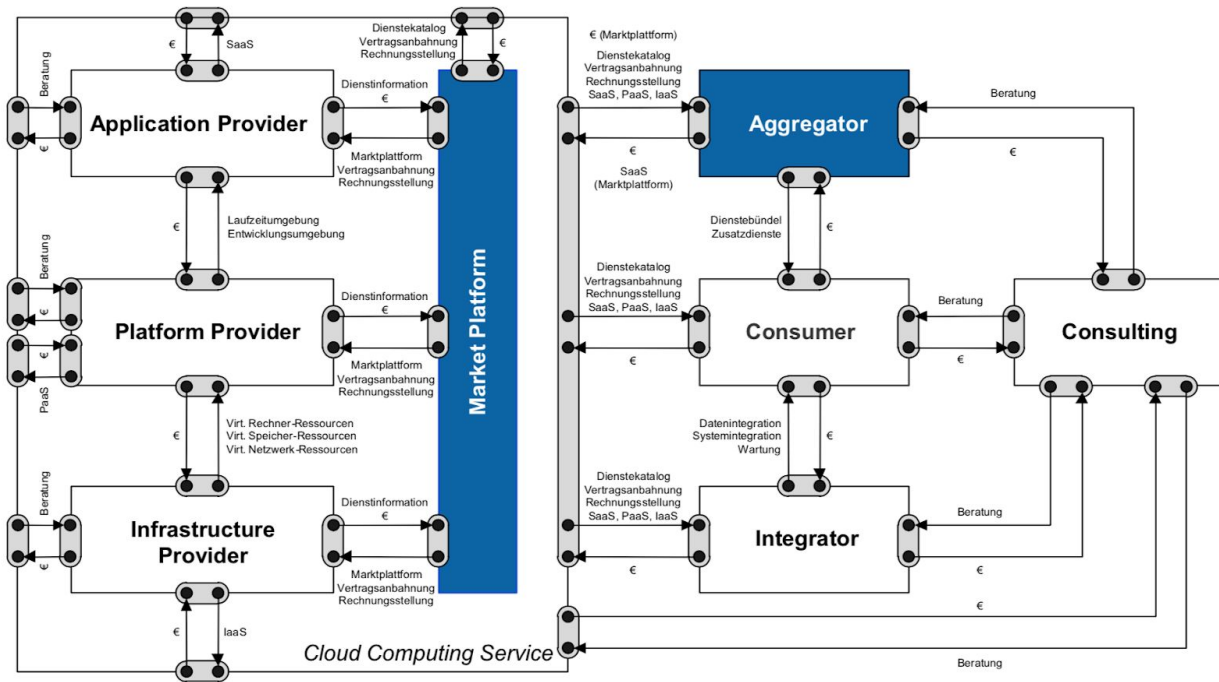 €
SaaS
Dienstekatalog
Vertragsanbahnung
Rechnungsstellung
€
Beratung
€
Application Provider
Dienstinformation
€
Marktplattform
Vertragsanbahnung
Rechnungsstellung
€
Laufzeitumgebung
Entwicklungsumgebung
Beratung
€
€
PaaS
Platform Provider
Dienstinformation
€
Marktplattform
Vertragsanbahnung
Rechnungsstellung
€
Virt. Rechner-Ressourcen
Virt. Speicher-Ressourcen
Virt. Netzwerk-Ressourcen
Beratung
€
Infrastructure
Provider
Dienstinformation
€
Marktplattform
Vertragsanbahnung
Rechnungsstellung
€
IaaS
Market Platform
Cloud Computing Service
€ (Marktplattform)
Dienstekatalog
Vertragsanbahnung
Rechnungsstellung
SaaS, PaaS, IaaS
€
SaaS
(Marktplattform)
Aggregator
Beratung
€
Dienstebündel
Zusatzdienste
€
Dienstekatalog
Vertragsanbahnung
Rechnungsstellung
SaaS, PaaS, IaaS
€
Consumer
Beratung
€
Consulting
Datenintegration
Systemintegration
Wartung
€
Dienstekatalog
Vertragsanbahnung
Rechnungsstellung
SaaS, PaaS, IaaS
€
Integrator
Beratung
€
€
Beratung